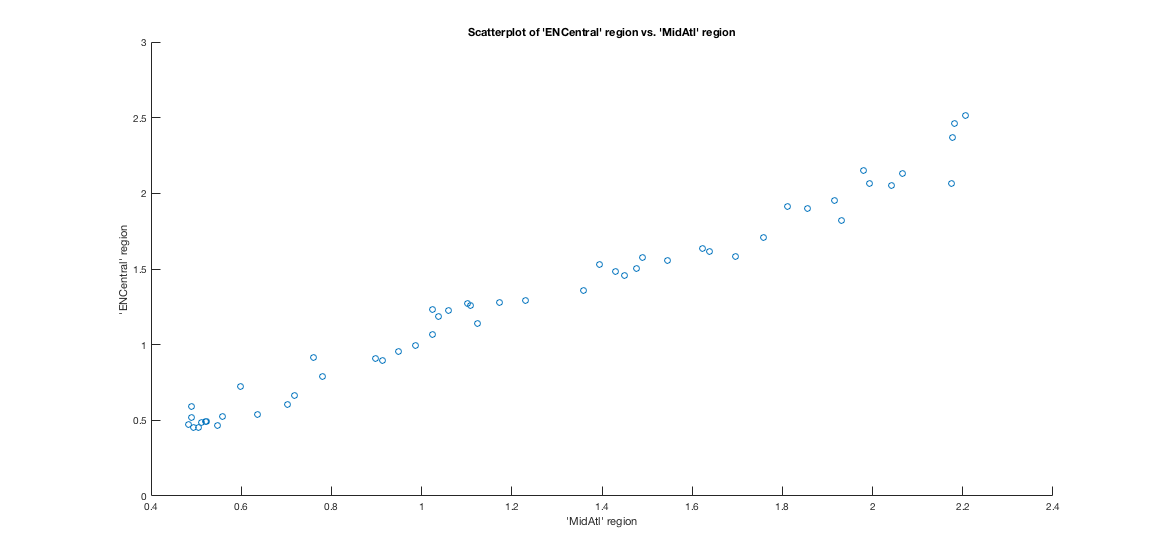 Scatterplot of 'ENCentral' region vs. 'MidAtl' region
3
2.5
2
1.5
1
0.5
0
'ENCentral' region
0.4 0.6 0.8 1 1.2 1.4 1.6 1.8 2 2.2 2.4
'MidAtl' region